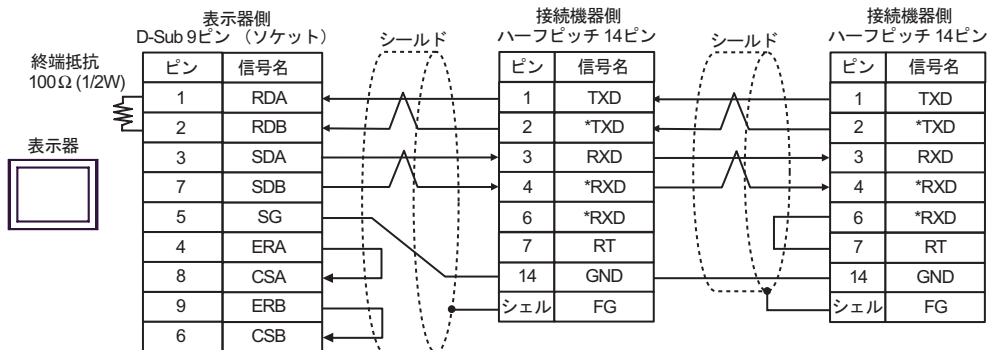 表示器側
D-Sub 9ピン （ソケット）
シールド
接続機器側
ハーフピッチ 14ピン
シールド
接続機器側
ハーフピッチ 14ピン
終端抵抗
100Ω (1/2W)
表示器
ピン 信号名
1 RDA
2 RDB
3 SDA
7 SDB
5 SG
4 ERA
8 CSA
9 ERB
6 CSB
ピン 信号名
1 TXD
2 *TXD
3 RXD
4 *RXD
6 *RXD
7 RT
14 GND
シェル FG
ピン 信号名
1 TXD
2 *TXD
3 RXD
4 *RXD
6 *RXD
7 RT
14 GND
シェル FG